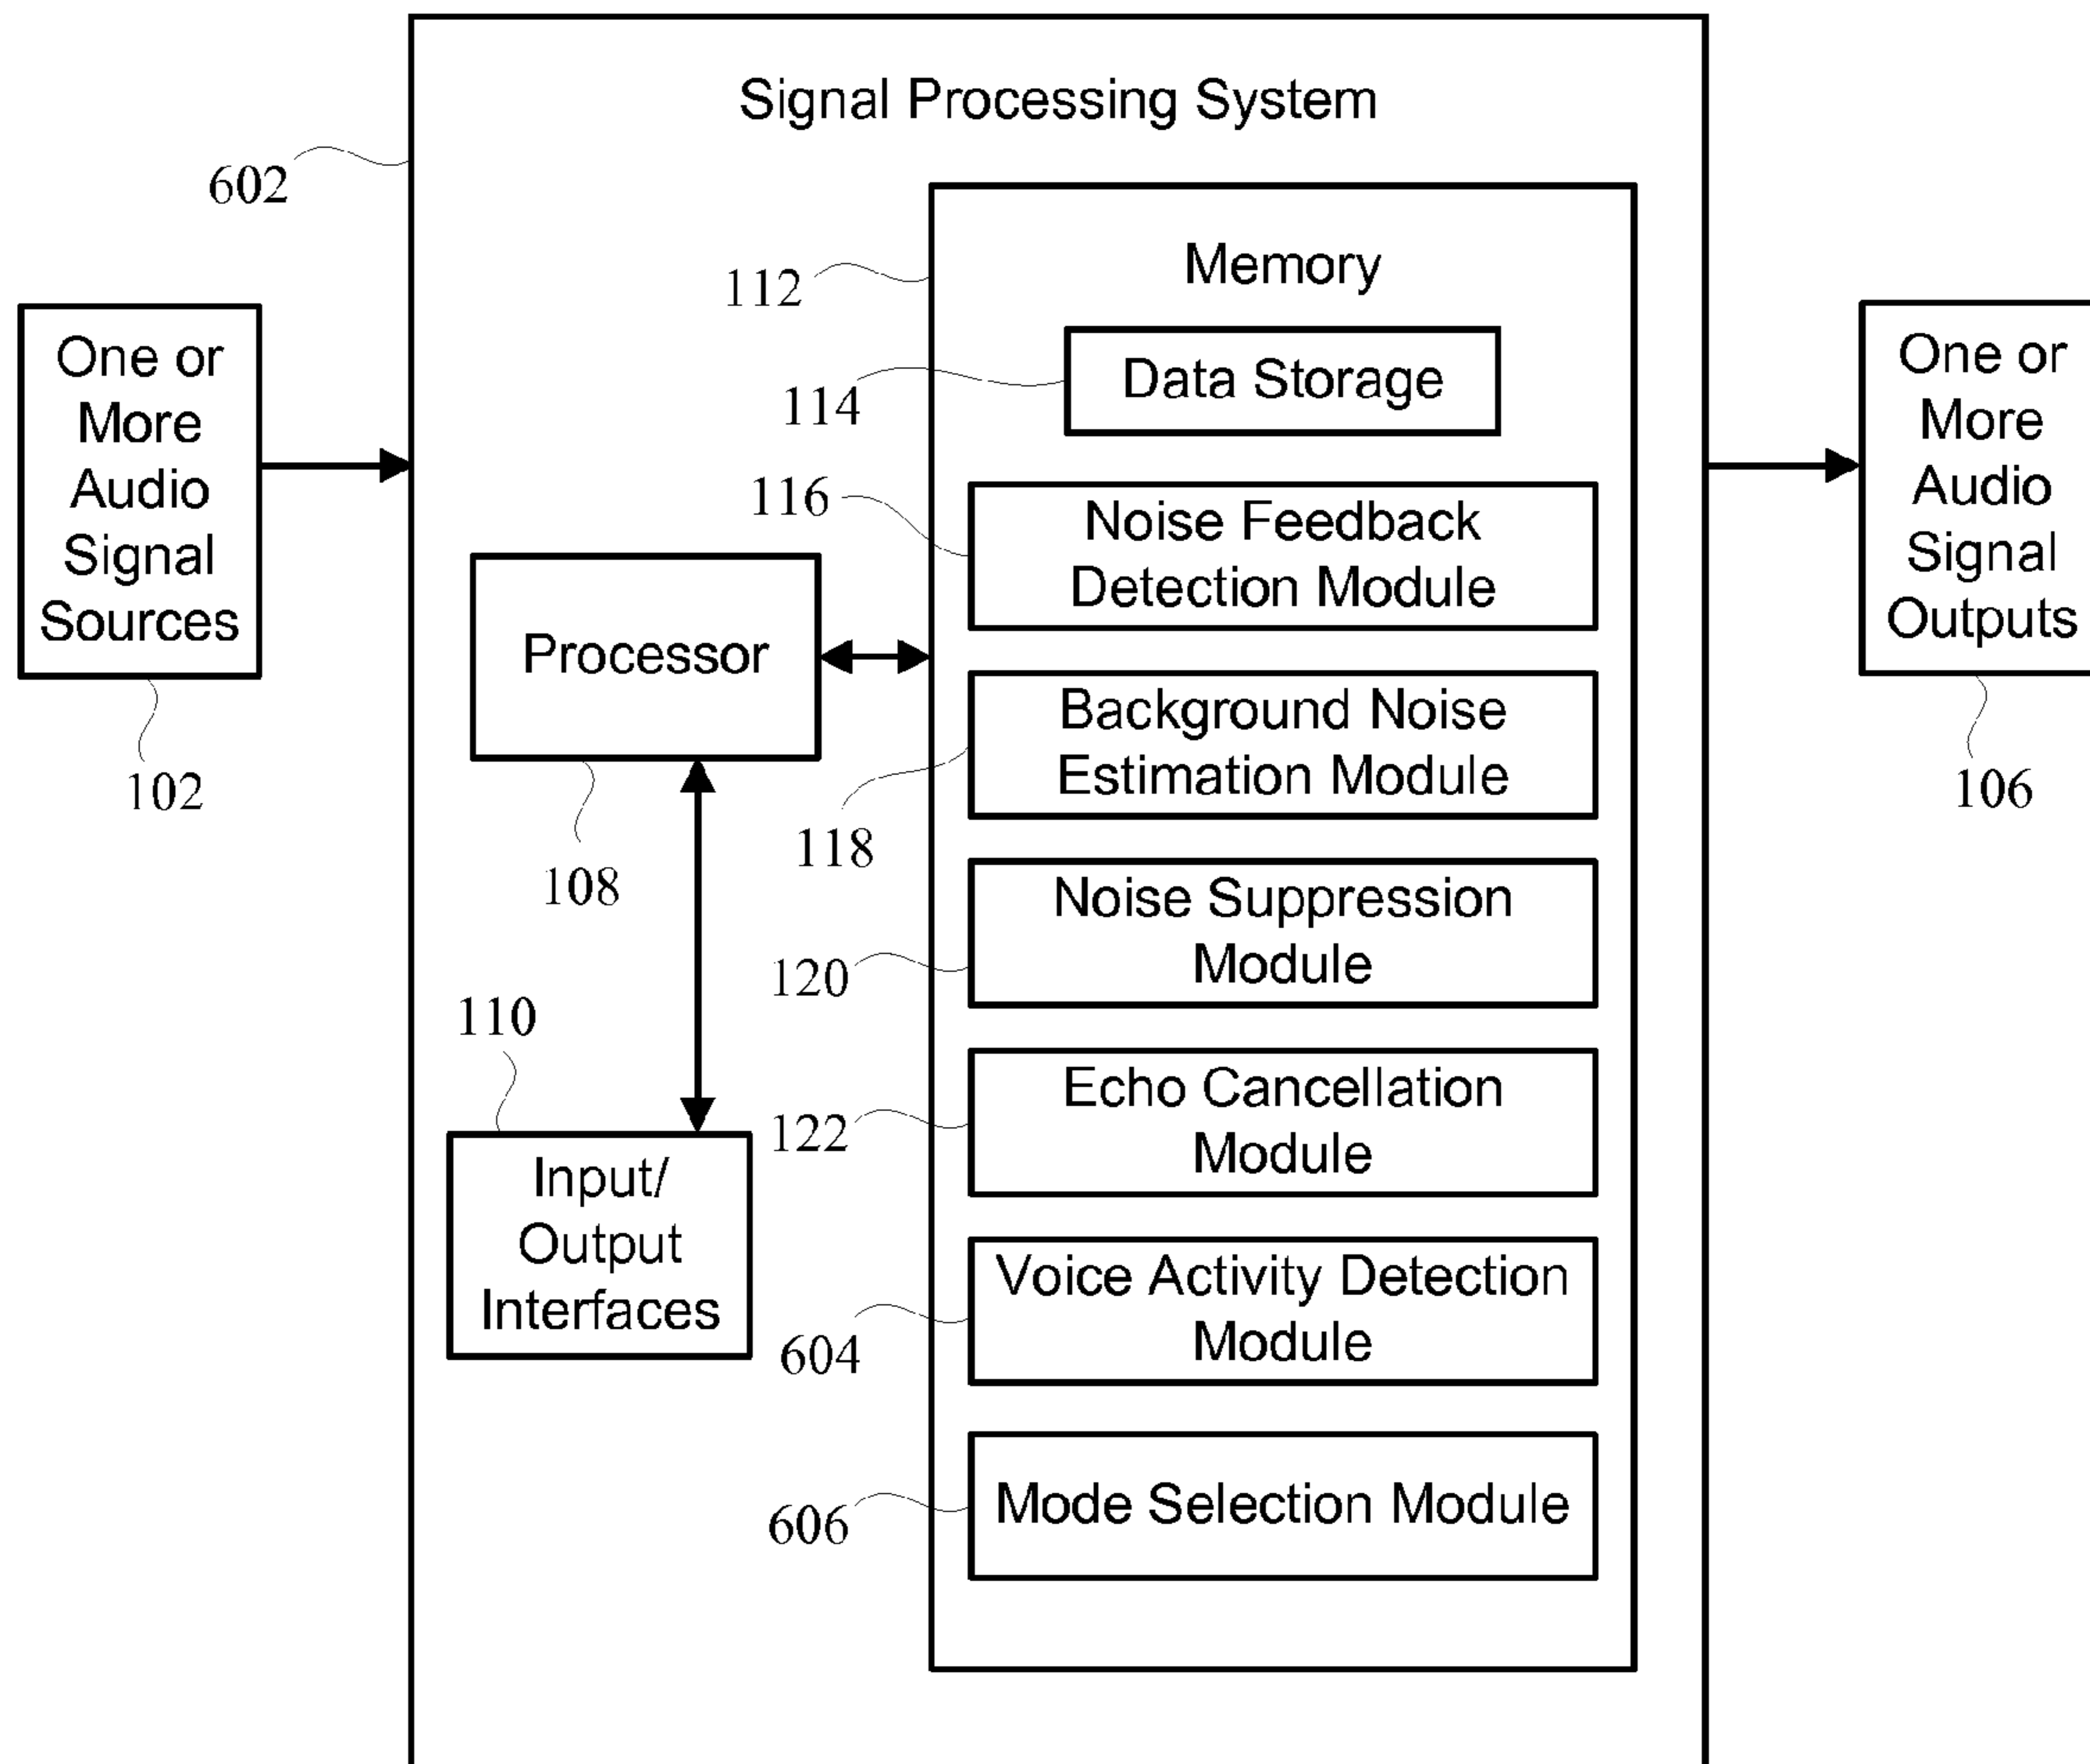 Signal Processing System
602
Memory
112
One or
More
Audio
Signal
Sources
102
Data Storage
114
Noise Feedback
Detection Module
116
Processor
108
Background Noise
Estimation Module
118
Noise Suppression
Module
120
110
Input/
Output
Interfaces
Echo Cancellation
Module
122
Voice Activity Detection
Module
604
Mode Selection Module
606
One or
More
Audio
Signal
Outputs
106